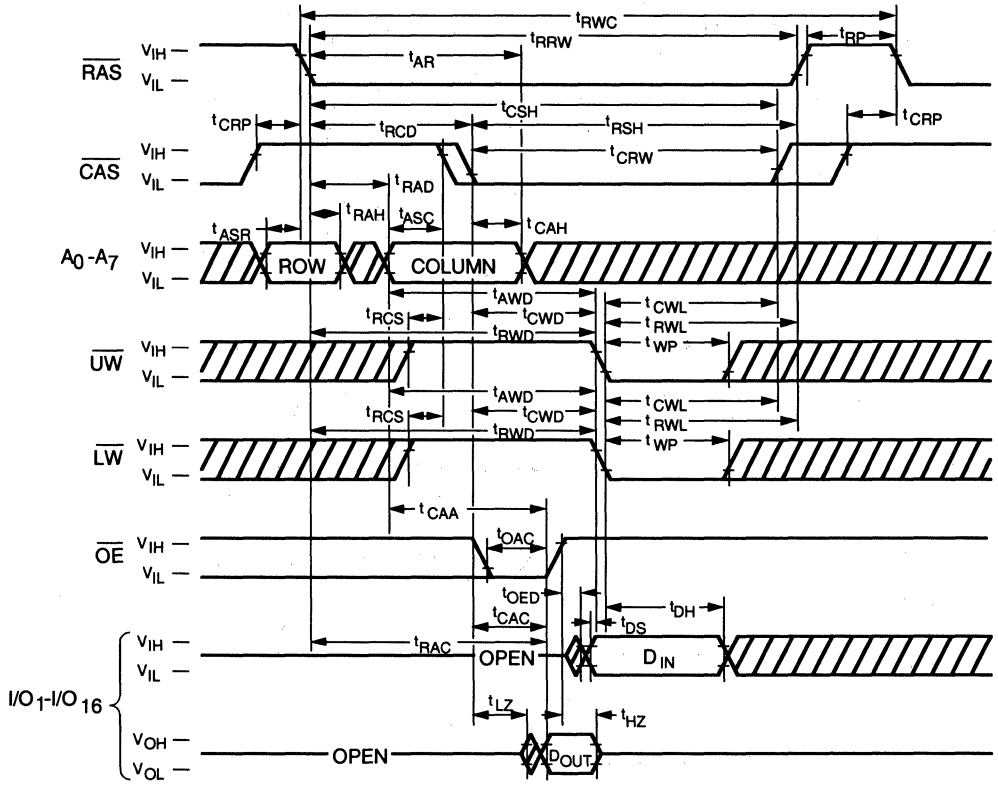 tRWC
tRRW
tRP
tAR
RAS
VIH
VIL
tCSH
tCRP
tRCD
tRSH
tCRP
CAS
VIH
VIL
tCRW
tRAD
tASR
tRAH
tASC
tCAH
A0-A7
VIH
VIL
ROW
COLUMN
tAWD
tRCS
tCWD
tCWL
tRWD
tRWL
tWP
UW
VIH
VIL
tAWD
tRCS
tCWD
tCWL
tRWD
tRWL
tWP
LW
VIH
VIL
tCAA
OE
VIH
VIL
tOAC
tOED
tCAC
tDH
tDS
tRAC
VIH
VIL
OPEN
DIN
I/O1-I/O16
tLZ
tHZ
VOH
VOL
OPEN
DOUT